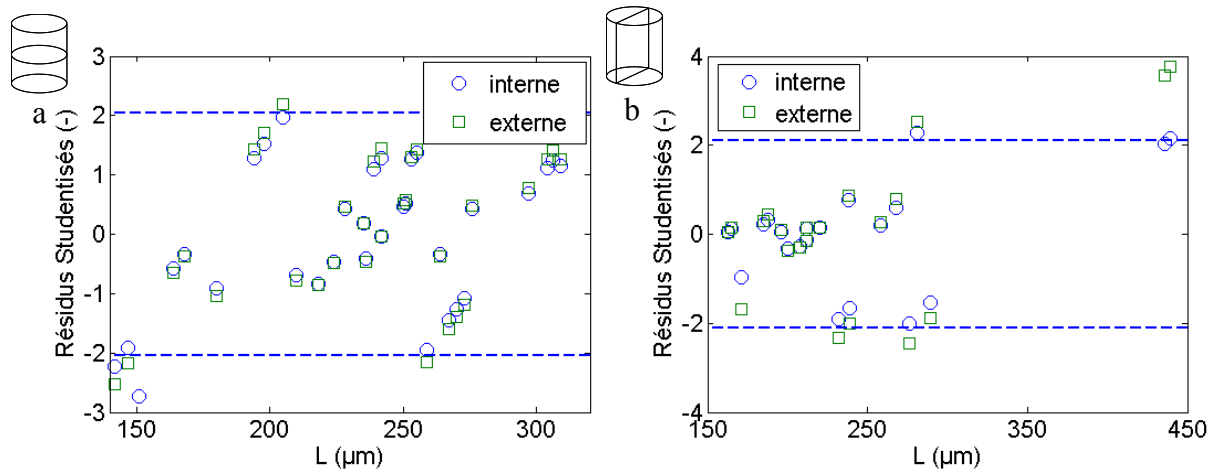 a
Résidus Studentisés (-)
3
2
1
0
-1
-2
-3
150
200
250
300
L (µm)
interne
externe
b
Résidus Studentisés (-)
4
2
0
-2
-4
150
250
350
450
L (µm)
interne
externe